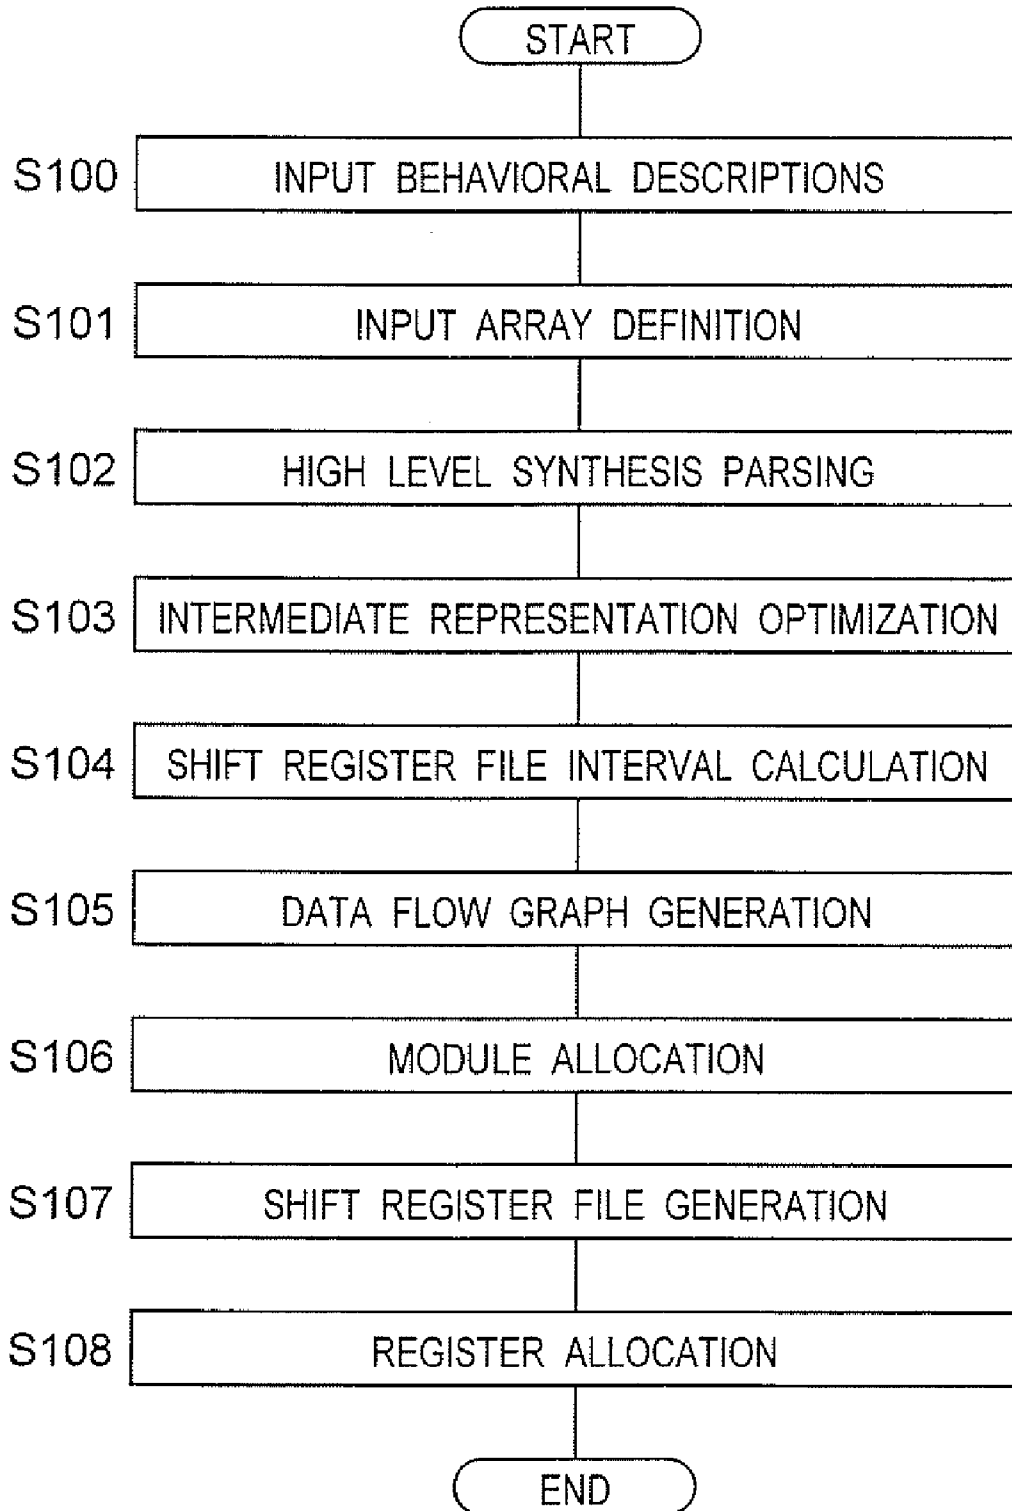 START
S100 INPUT BEHAVIORAL DESCRIPTIONS
S101 INPUT ARRAY DEFINITION
S102 HIGH LEVEL SYNTHESIS PARSING
S103 INTERMEDIATE REPRESENTATION OPTIMIZATION
S104 SHIFT REGISTER FILE INTERVAL CALCULATION
S105 DATA FLOW GRAPH GENERATION
S106 MODULE ALLOCATION
S107 SHIFT REGISTER FILE GENERATION
S108 REGISTER ALLOCATION
END